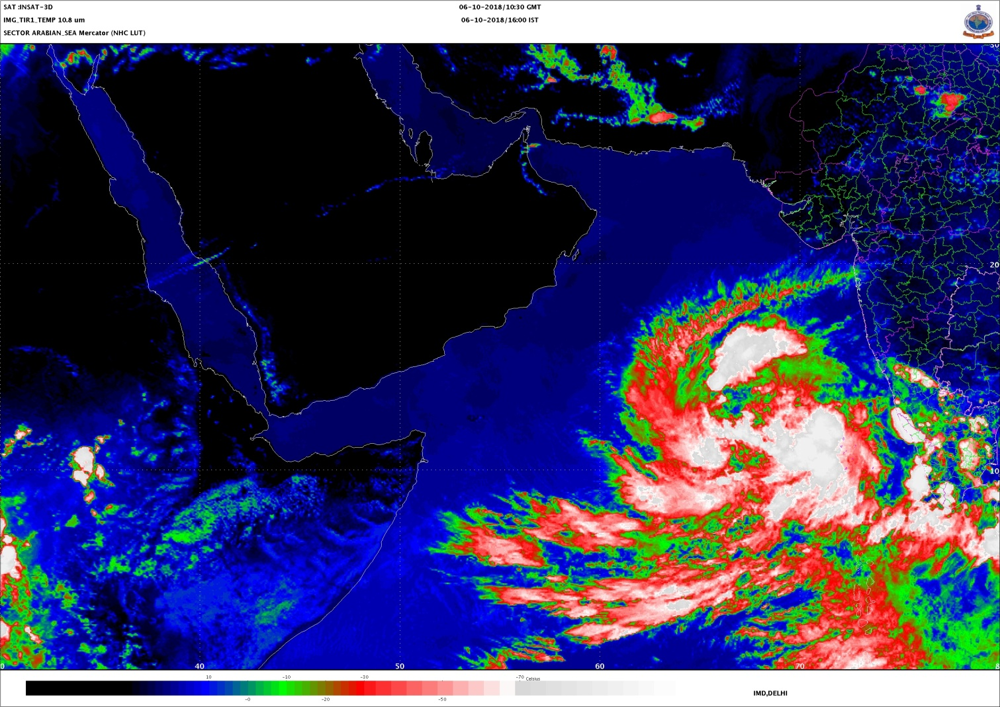 SAT :INSAT-3D
06-10-2018/10:30 GMT
IMG_TIR1_TEMP 10.8 um
06-10-2018/16:00 IST
SECTOR ARABIAN_SEA Mercator (NHC LUT)
30
20
10
0 40 50 60 70 8
10 -10 -30 -70 Celsius
-0 -20 -50
IMD,DELHI